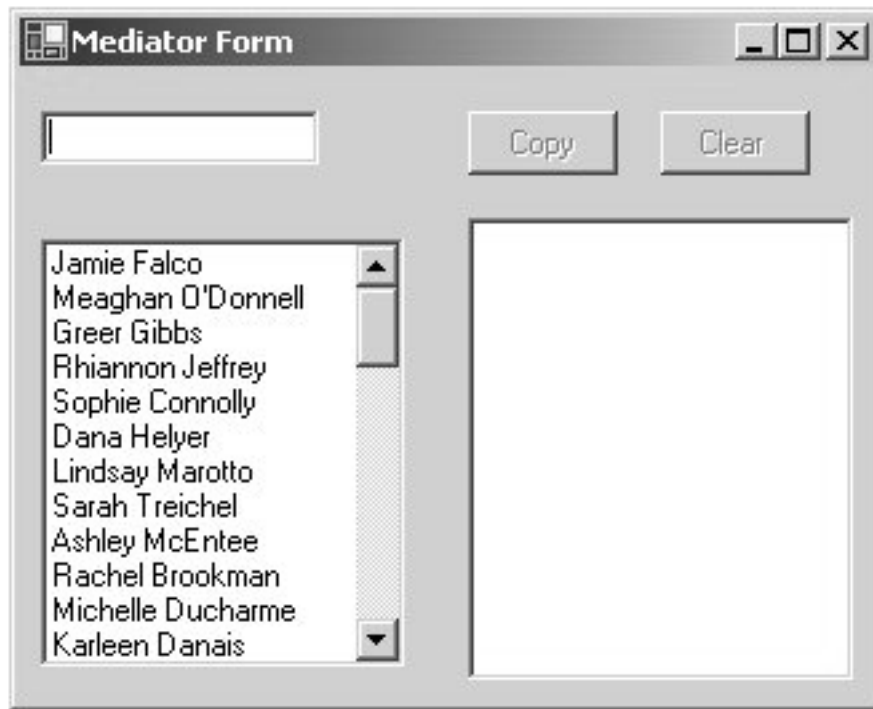 Mediator Form
Copy
Clear
Jamie Falco
Meaghan O'Donnell
Greer Gibbs
Rhiannon Jeffrey
Sophie Connolly
Dana Helyer
Lindsay Marotto
Sarah Treichel
Ashley McEntee
Rachel Brookman
Michelle Ducharme
Karleen Danais